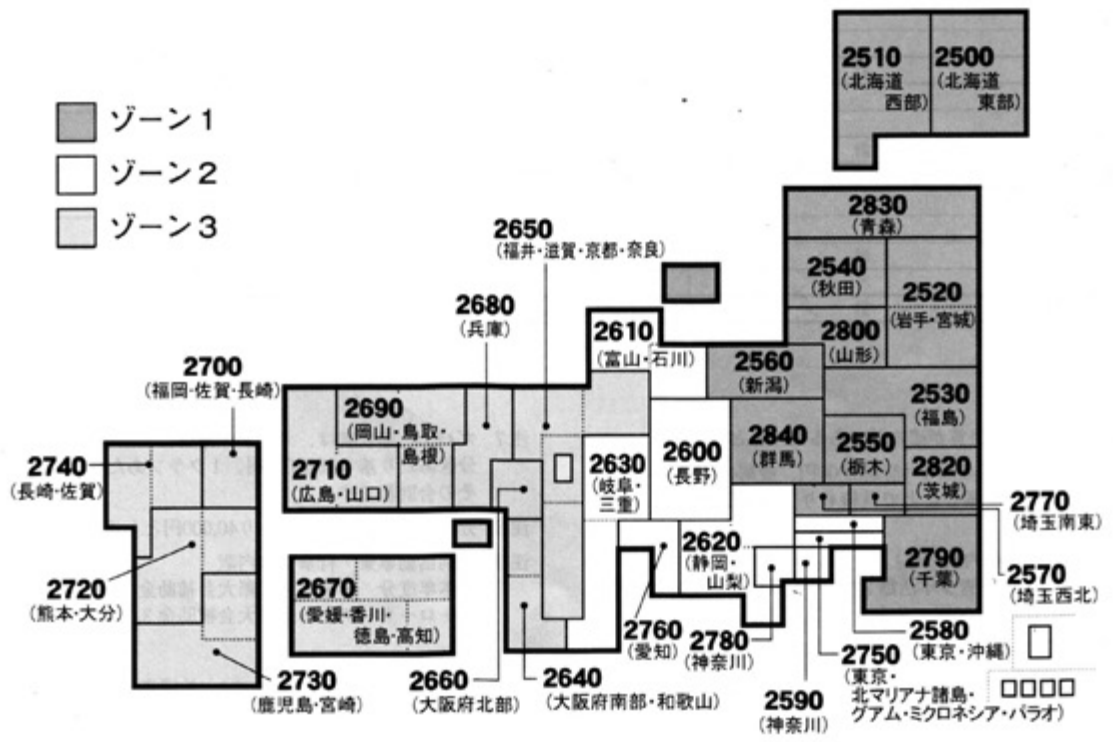 2510
(北海道
西部)
2500
(北海道
東部)
ゾーン1
ゾーン2
ゾーン3
2830
(青森)
2650
(福井・滋賀・京都・奈良)
2540
(秋田)
2520
(岩手・宮城)
2680
(兵庫)
2610
(富山・石川)
2800
(山形)
2560
(新潟)
2700
(福岡・佐賀・長崎)
2530
(福島)
2690
(岡山・鳥取・
島根)
2600
(長野)
2840
(群馬)
2550
(栃木)
2740
(長崎・佐賀)
2710
(広島・山口)
2630
(岐阜・
三重)
2820
(茨城)
2770
(埼玉南東)
2620
(静岡・
山梨)
2790
(千葉)
2570
(埼玉西北)
2720
(熊本・大分)
2670
(愛媛・香川・
徳島・高知)
2760
(愛知)
2780
(神奈川)
2580
(東京・沖縄)
2750
(東京・
北マリアナ諸島・
グアム・ミクロネシア・パラオ)
2730
(鹿児島・宮崎)
2660
(大阪府北部)
2640
(大阪府南部・和歌山)
2590
(神奈川)